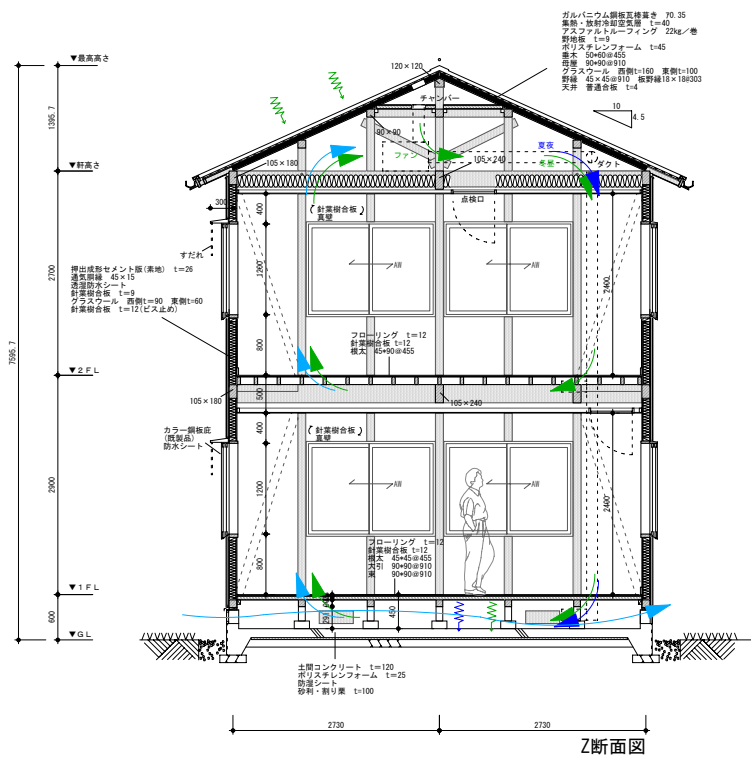 ガルバニウム鋼板瓦棒葺き 70.35
集熱・放射冷却空気層 t=40
アスファルトルーフィング 22kg／巻
野地板 t=9
ポリスチレンフォーム t=45
垂木 50*60@455
母屋 90*90@910
グラスウール 西側t=160 東側t=100
野縁 45×45@910 板野縁18×18@303
天井 普通合板 t=4
10
4.5
▼最高高さ
120×120
チャンバー
1395.7
90×90
ファン
夏夜
冬昼
ダクト
▼軒高さ
105×180
105×240
300
400
針葉樹合板
真壁
点検口
すだれ
押出成形セメント版(素地) t=26
通気胴縁 45×15
透湿防水シート
針葉樹合板 t=9
グラスウール 西側t=90 東側t=60
針葉樹合板 t=12(ビス止め)
2700
1200
AW
AW
2400
7595.7
800
フローリング t=12
針葉樹合板 t=12
根太 45*90@455
▼2FL
500
105×180
105×240
カラー鋼板庇
(既製品)
防水シート
400
針葉樹合板
真壁
2900
1200
AW
AW
2400
800
フローリング t=12
針葉樹合板 t=12
根太 45*45@455
大引 90*90@910
束 90*90@910
▼1FL
600
450
▼GL
土間コンクリート t=120
ポリスチレンフォーム t=25
防湿シート
砂利・割り栗 t=100
2730
2730
Z断面図